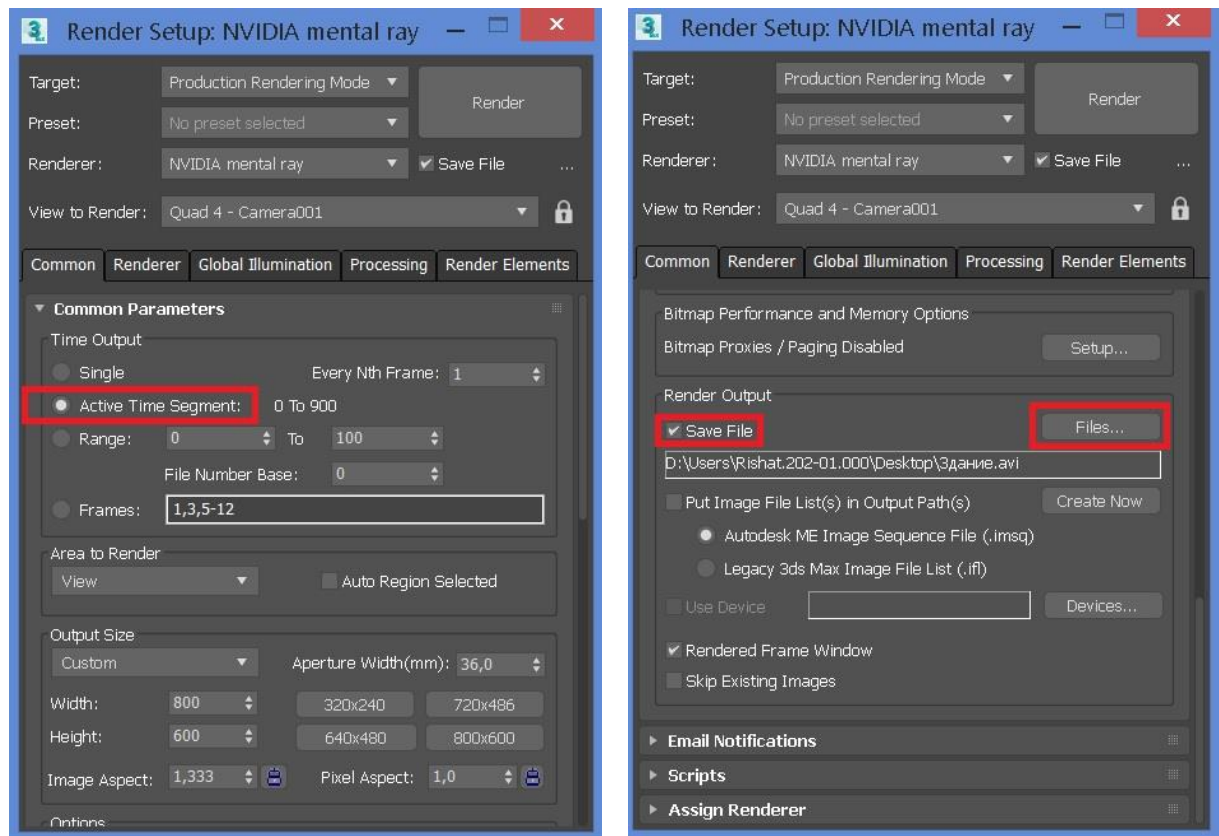 Render Setup: NVIDIA mental ray
Target: Production Rendering Mode
Render
Preset: No preset selected
Renderer: NVIDIA mental ray Save File ...
View to Render: Quad 4 - Camera001
Common Renderer Global Illumination Processing Render Elements
Common Parameters
Time Output
Single Every Nth Frame: 1
Active Time Segment: 0 To 900
Range: 0 To 100
File Number Base: 0
Frames: 1,3,5-12
Area to Render
View Auto Region Selected
Output Size
Custom Aperture Width(mm): 36,0
Width: 800 320x240 720x486
Height: 600 640x480 800x600
Image Aspect: 1,333 Pixel Aspect: 1,0
Options
Render Setup: NVIDIA mental ray
Target: Production Rendering Mode
Render
Preset: No preset selected
Renderer: NVIDIA mental ray Save File ...
View to Render: Quad 4 - Camera001
Common Renderer Global Illumination Processing Render Elements
Bitmap Performance and Memory Options
Bitmap Proxies / Paging Disabled Setup...
Render Output
Save File Files...
D:\Users\Rishat.202-01.000\Desktop\Здание.avi
Put Image File List(s) in Output Path(s) Create Now
Autodesk ME Image Sequence File (.imsq)
Legacy 3ds Max Image File List (.ifl)
Use Device Devices...
Rendered Frame Window
Skip Existing Images
Email Notifications
Scripts
Assign Renderer